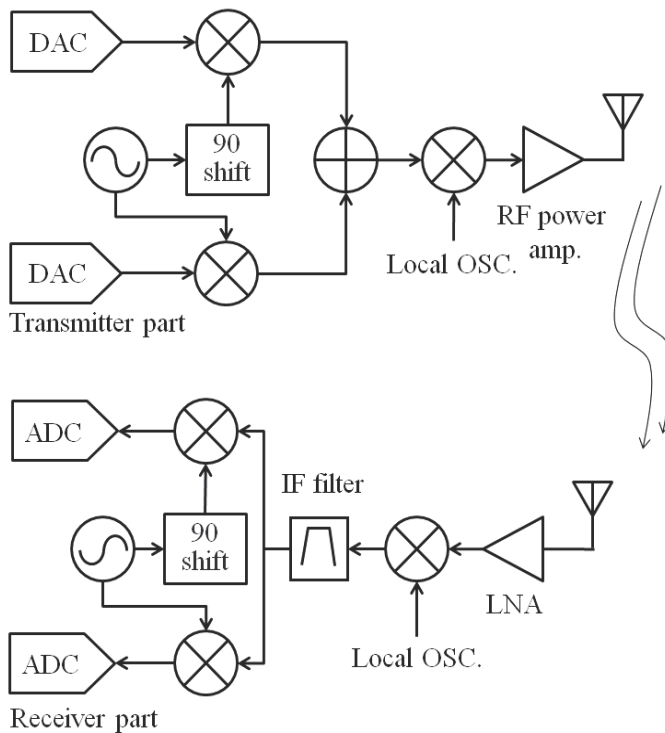 DAC
90
shift
RF power
amp.
DAC
Local OSC.
Transmitter part
ADC
IF filter
90
shift
LNA
ADC
Local OSC.
Receiver part